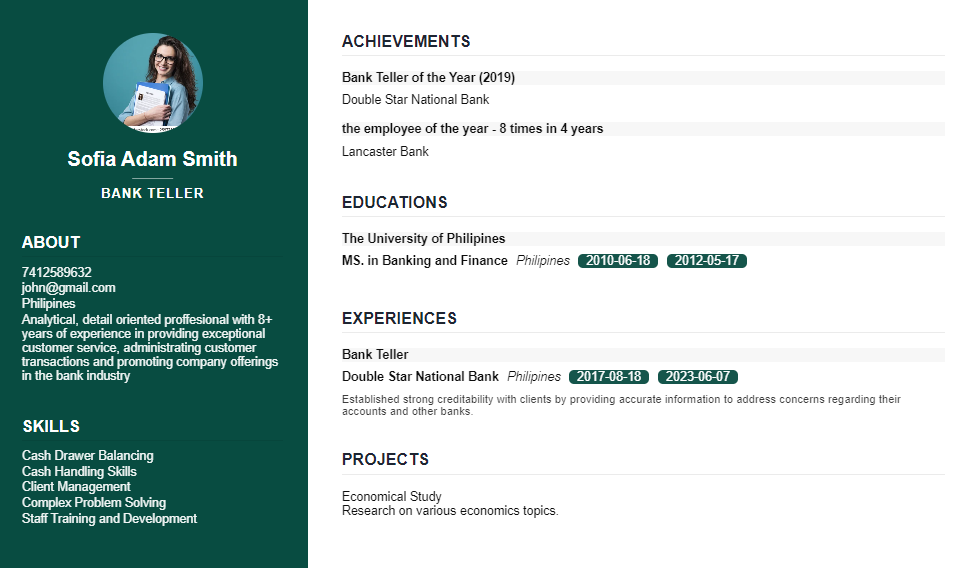 Sofia Adam Smith
BANK TELLER
ABOUT
7412589632
john@gmail.com
Philipines
Analytical, detail oriented proffesional with 8+
years of experience in providing exceptional
customer service, administrating customer
transactions and promoting company offerings
in the bank industry
SKILLS
Cash Drawer Balancing
Cash Handling Skills
Client Management
Complex Problem Solving
Staff Training and Development
ACHIEVEMENTS
Bank Teller of the Year (2019)
Double Star National Bank
the employee of the year - 8 times in 4 years
Lancaster Bank
EDUCATIONS
The University of Philipines
MS. in Banking and Finance Philipines 2010-06-18 2012-05-17
EXPERIENCES
Bank Teller
Double Star National Bank Philipines 2017-08-18 2023-06-07
Established strong creditability with clients by providing accurate information to address concerns regarding their
accounts and other banks.
PROJECTS
Economical Study
Research on various economics topics.